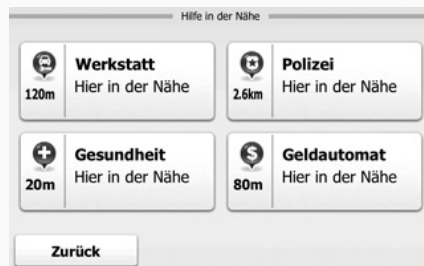 Hilfe in der Nähe
Werkstatt
120m Hier in der Nähe
Polizei
2.6km Hier in der Nähe
Gesundheit
20m Hier in der Nähe
Geldautomat
80m Hier in der Nähe
Zurück